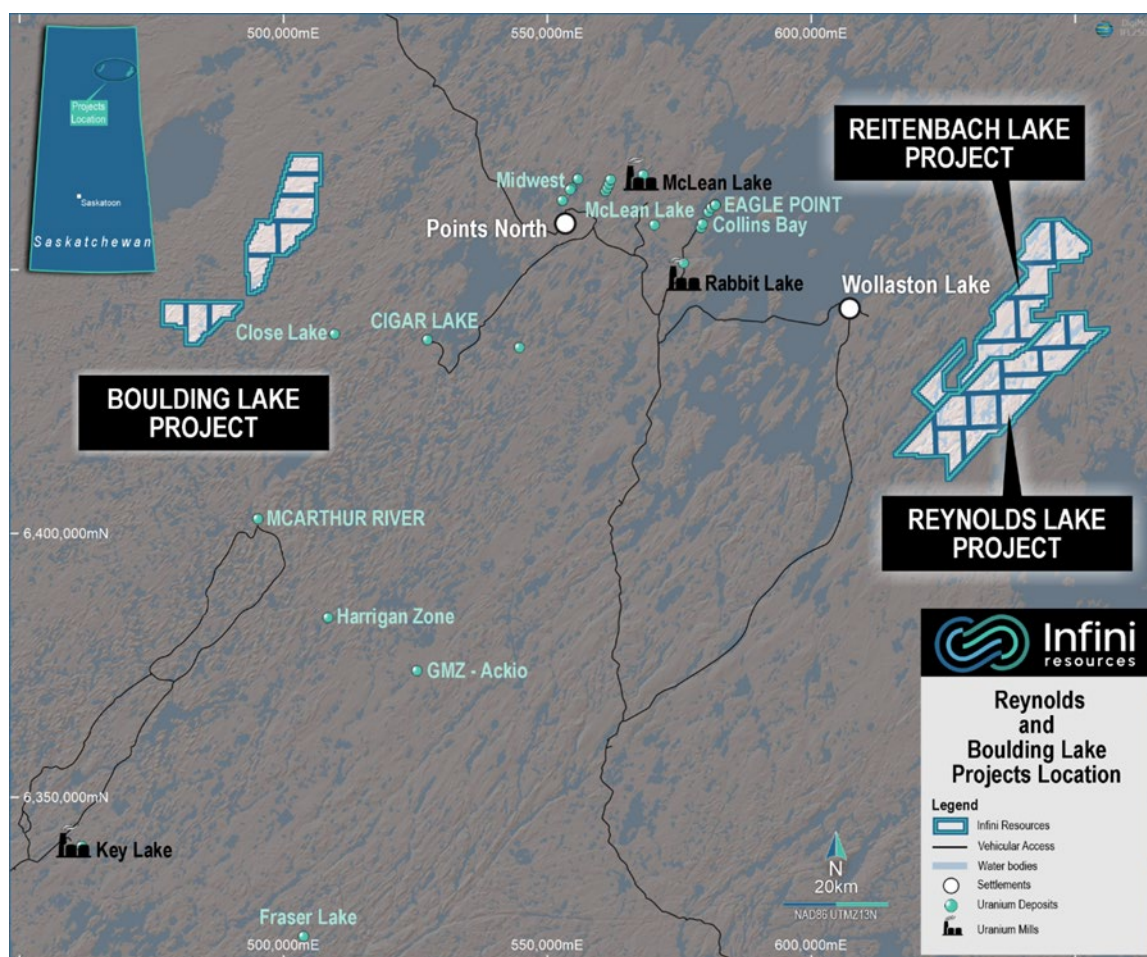 500,000mE
550,000mE
600,000mE
Projects
Location
Saskatoon
Saskatchewan
REITENBACH LAKE
PROJECT
Midwest
McLean Lake
McLean Lake
EAGLE POINT
Points North
Collins Bay
Rabbit Lake
Wollaston Lake
Close Lake
CIGAR LAKE
BOULDING LAKE
PROJECT
MCARTHUR RIVER
6,400,000mN
REYNOLDS LAKE
PROJECT
Harrigan Zone
GMZ - Ackio
Infini
resources
Reynolds
and
Boulding Lake
Projects Location
6,350,000mN
Key Lake
Legend
Infini Resources
Vehicular Access
Water bodies
Settlements
Uranium Deposits
Uranium Mills
N
20km
NAD86 UTMZ13N
Fraser Lake
500,000mE
550,000mE
600,000mE